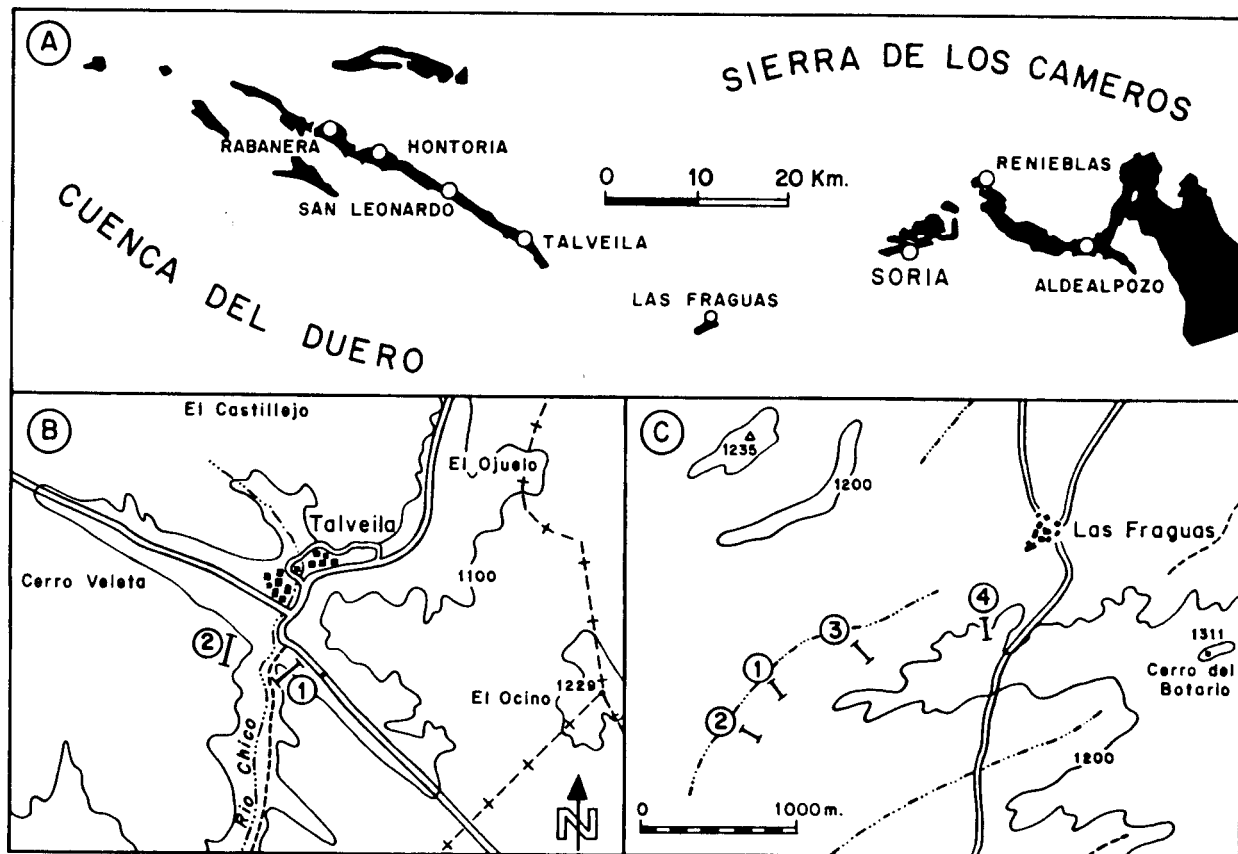 A
SIERRA DE LOS CAMEROS
RABANERA
HONTORIA
SAN LEONARDO
TALVEILA
CUENCA DEL DUERO
0 10 20 Km.
LAS FRAGUAS
RENIEBLAS
SORIA
ALDEALPOZO
B
El Castillejo
El Ojuelo
Talveila
Cerro Veleta
1100
2
1
1229
El Ocino
Río Chico
N
C
1235
1200
Las Fraguas
4
3
1
2
1311
Cerro del
Botario
1200
0 1000 m.